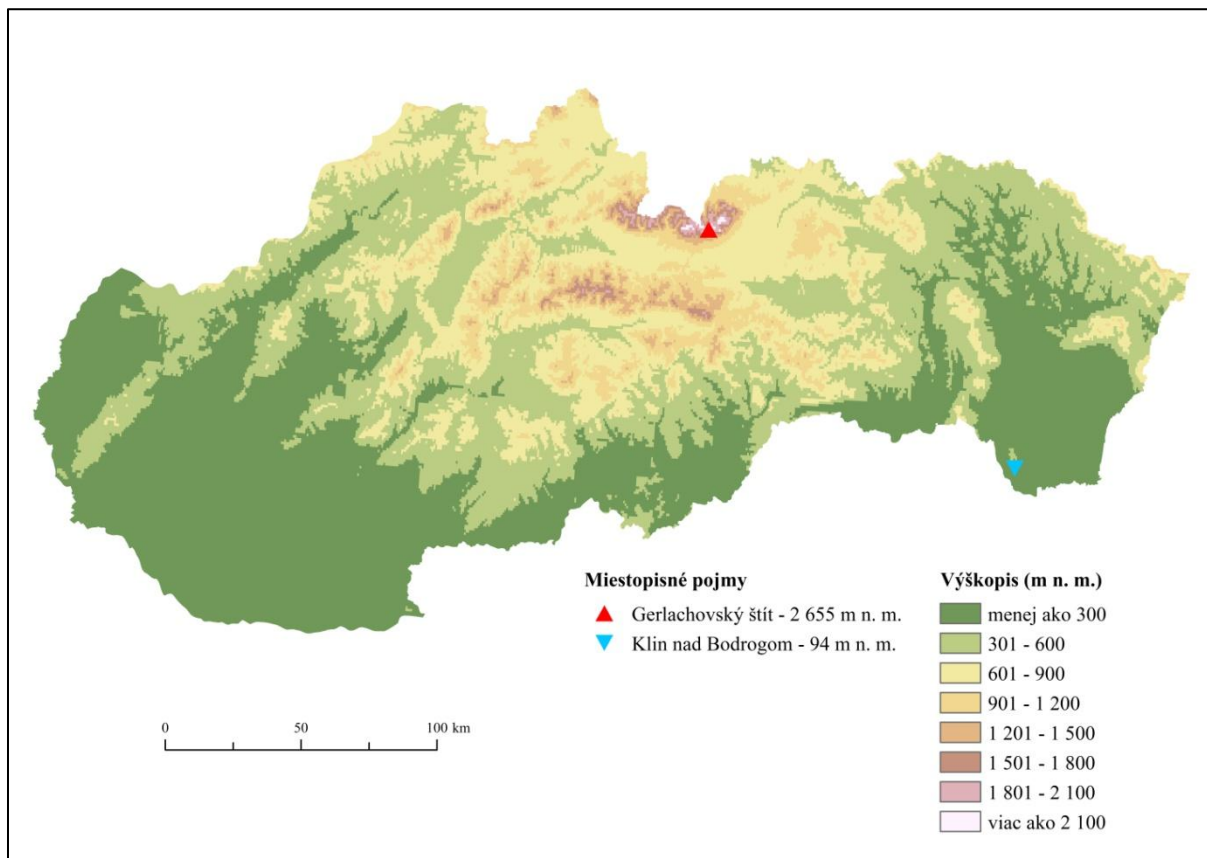 Miestopisné pojmy
Gerlachovský štít - 2 655 m n. m.
Klin nad Bodrogom - 94 m n. m.
Výškopis (m n. m.)
menej ako 300
301 - 600
601 - 900
901 - 1 200
1 201 - 1 500
1 501 - 1 800
1 801 - 2 100
viac ako 2 100
0 50 100 km